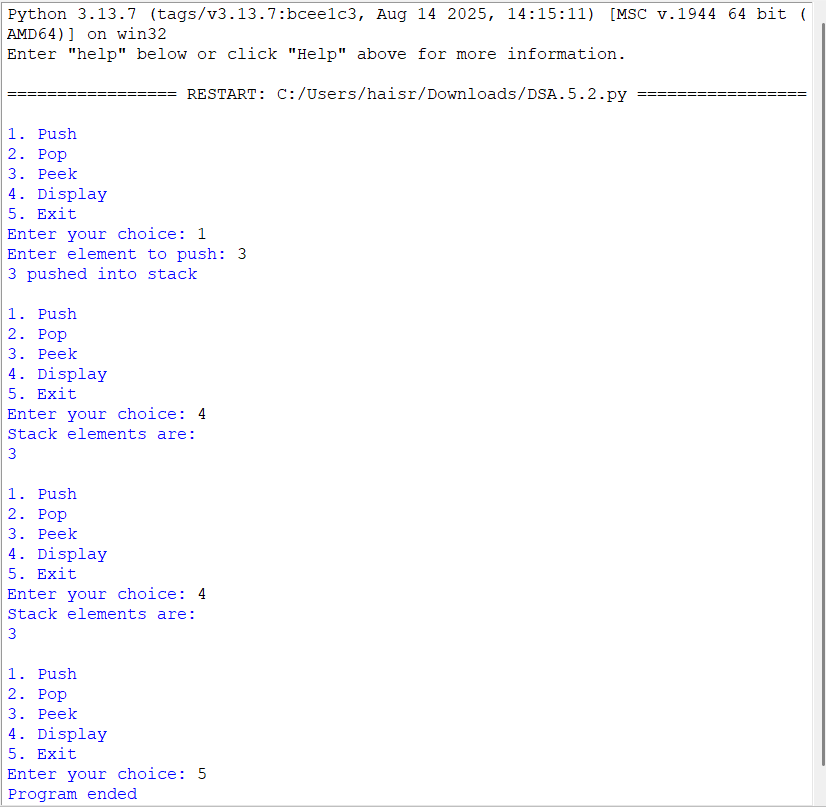 Python 3.13.7 (tags/v3.13.7:bcee1c3, Aug 14 2025, 14:15:11) [MSC v.1944 64 bit (
AMD64)] on win32
Enter "help" below or click "Help" above for more information.
================= RESTART: C:/Users/haisr/Downloads/DSA.5.2.py =================
1. Push
2. Pop
3. Peek
4. Display
5. Exit
Enter your choice: 1
Enter element to push: 3
3 pushed into stack
1. Push
2. Pop
3. Peek
4. Display
5. Exit
Enter your choice: 4
Stack elements are:
3
1. Push
2. Pop
3. Peek
4. Display
5. Exit
Enter your choice: 4
Stack elements are:
3
1. Push
2. Pop
3. Peek
4. Display
5. Exit
Enter your choice: 5
Program ended